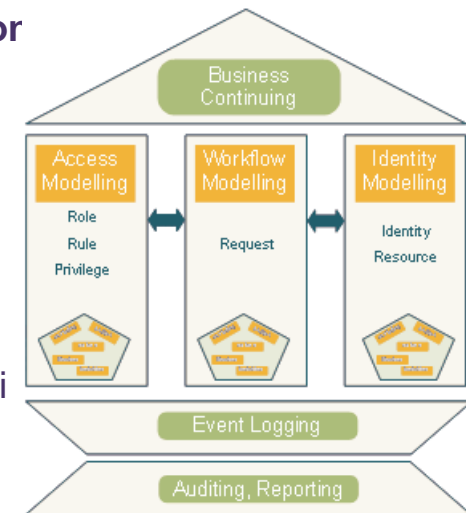 or
Business
Continuing
Access
Modelling
Role
Rule
Privilege
Workflow
Modelling
Request
Identity
Modelling
Identity
Resource
i
Event Logging
Auditing, Reporting